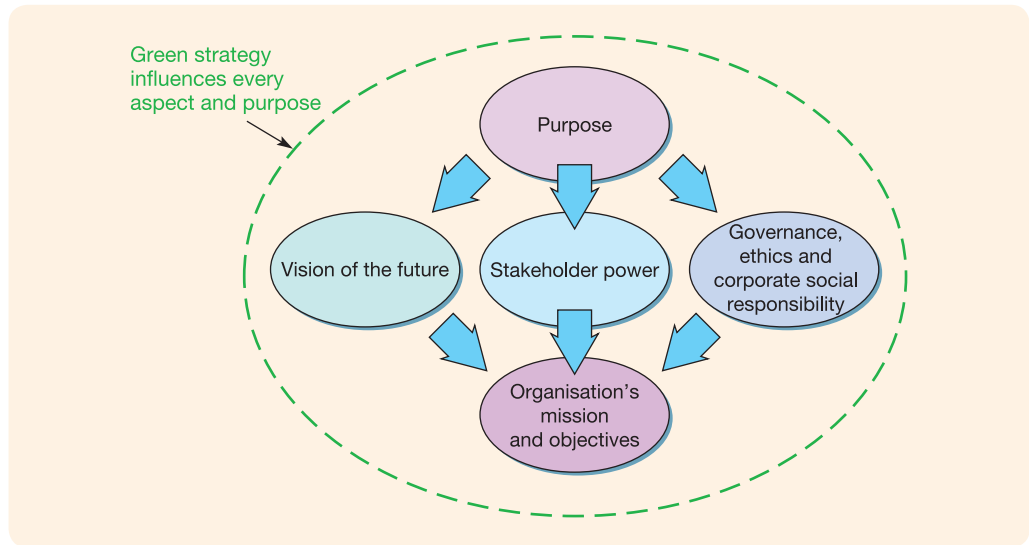 Green strategy
influences every
aspect and purpose
Purpose
Vision of the future
Stakeholder power
Governance,
ethics and
corporate social
responsibility
Organisation's
mission
and objectives